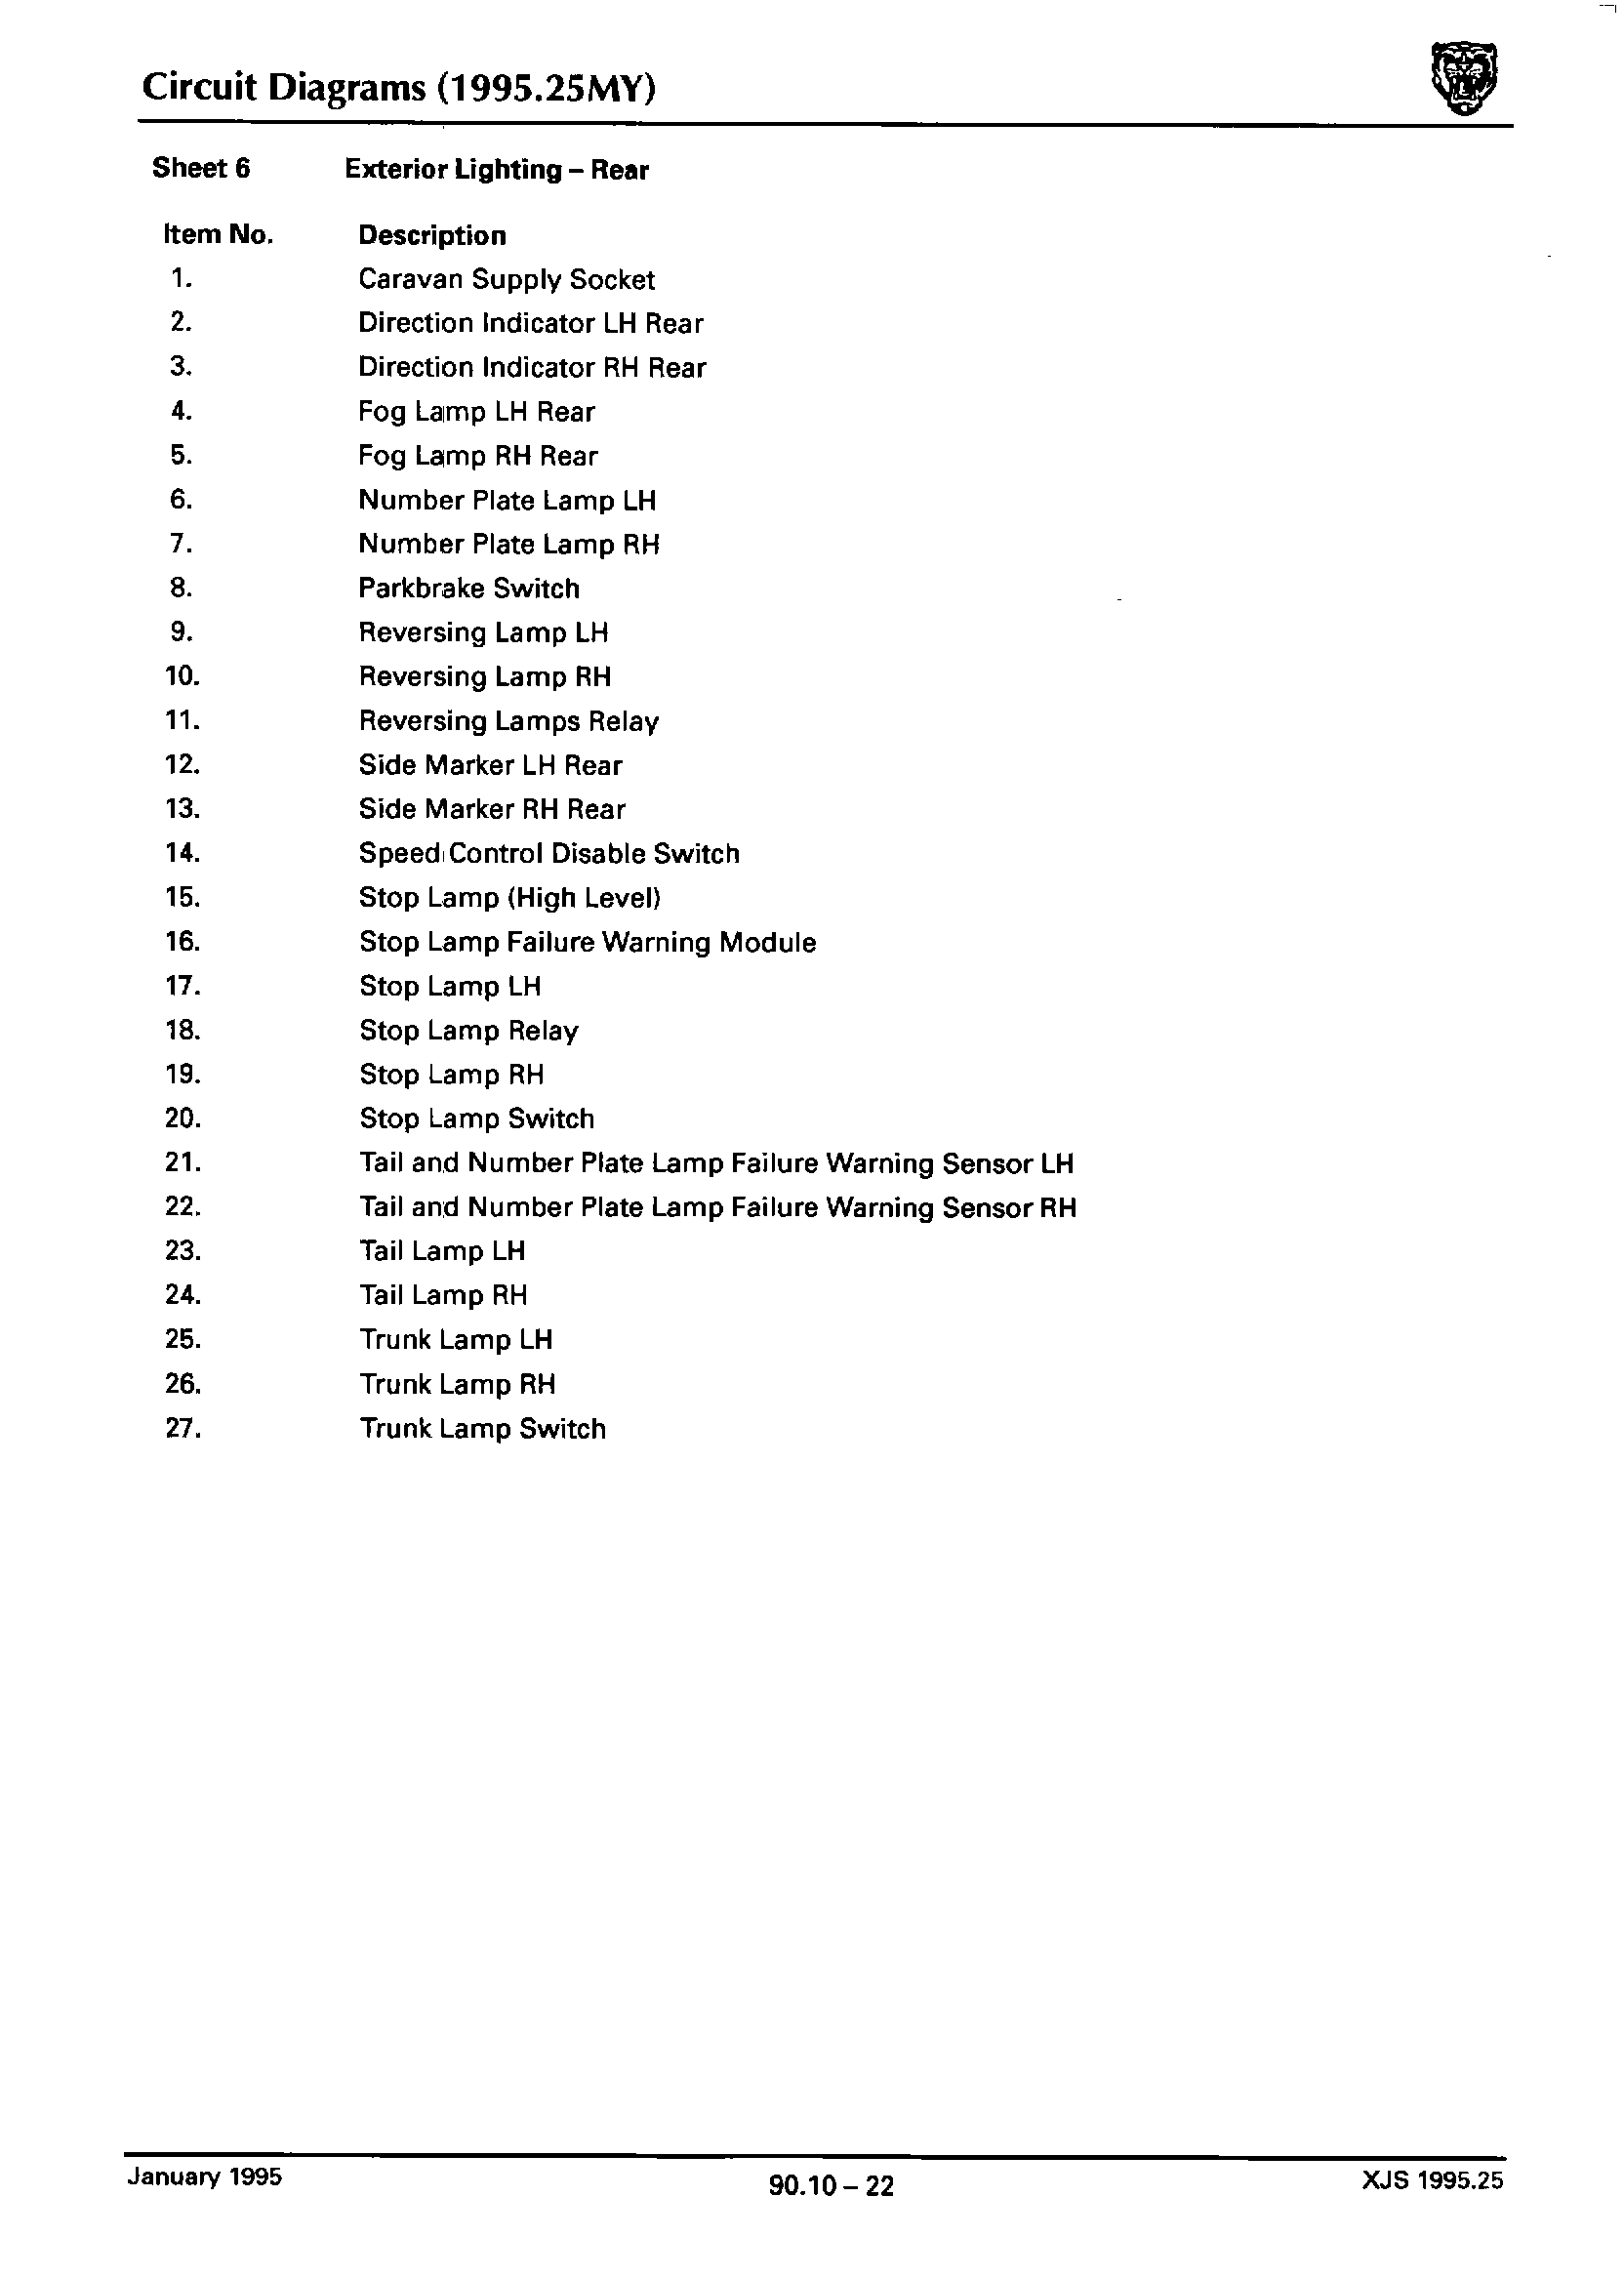 Circuit Diagrams (1995.25MY)
Sheet 6 Exterior Lighting – Rear
Item No. Description
1. Caravan Supply Socket
2. Direction Indicator LH Rear
3. Direction Indicator RH Rear
4. Fog Lamp LH Rear
5. Fog Lamp RH Rear
6. Number Plate Lamp LH
7. Number Plate Lamp RH
8. Parkbrake Switch
9. Reversing Lamp LH
10. Reversing Lamp RH
11. Reversing Lamps Relay
12. Side Marker LH Rear
13. Side Marker RH Rear
14. Speed Control Disable Switch
15. Stop Lamp (High Level)
16. Stop Lamp Failure Warning Module
17. Stop Lamp LH
18. Stop Lamp Relay
19. Stop Lamp RH
20. Stop Lamp Switch
21. Tail and Number Plate Lamp Failure Warning Sensor LH
22. Tail and Number Plate Lamp Failure Warning Sensor RH
23. Tail Lamp LH
24. Tail Lamp RH
25. Trunk Lamp LH
26. Trunk Lamp RH
27. Trunk Lamp Switch
January 1995 90.10 – 22 XJS 1995.25